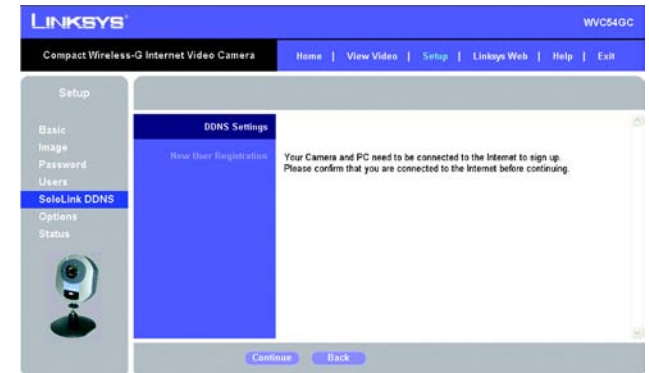 LINKSYS®
WVC54GC
Compact Wireless-G Internet Video Camera
Home | View Video | Setup | Linksys Web | Help | Exit
Setup
Basic
Image
Password
Users
SoloLink DDNS
Options
Status
DDNS Settings
New User Registration
Your Camera and PC need to be connected to the Internet to sign up.
Please confirm that you are connected to the Internet before continuing.
Continue
Back